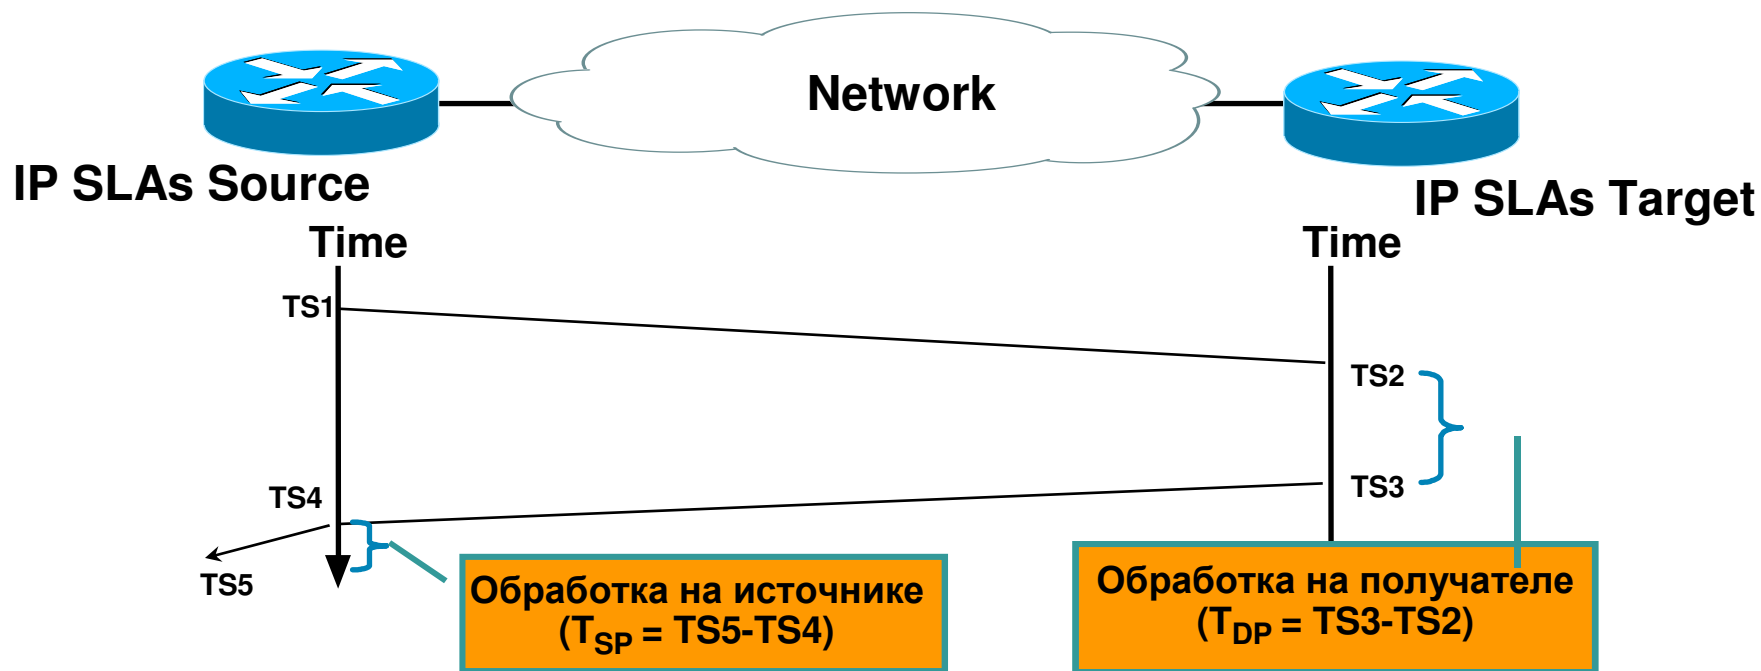 Network
IP SLAs Source
IP SLAs Target
Time
Time
TS1
TS2
TS3
TS4
TS5
Обработка на источнике
(TSP = TS5-TS4)
Обработка на получателе
(TDP = TS3-TS2)